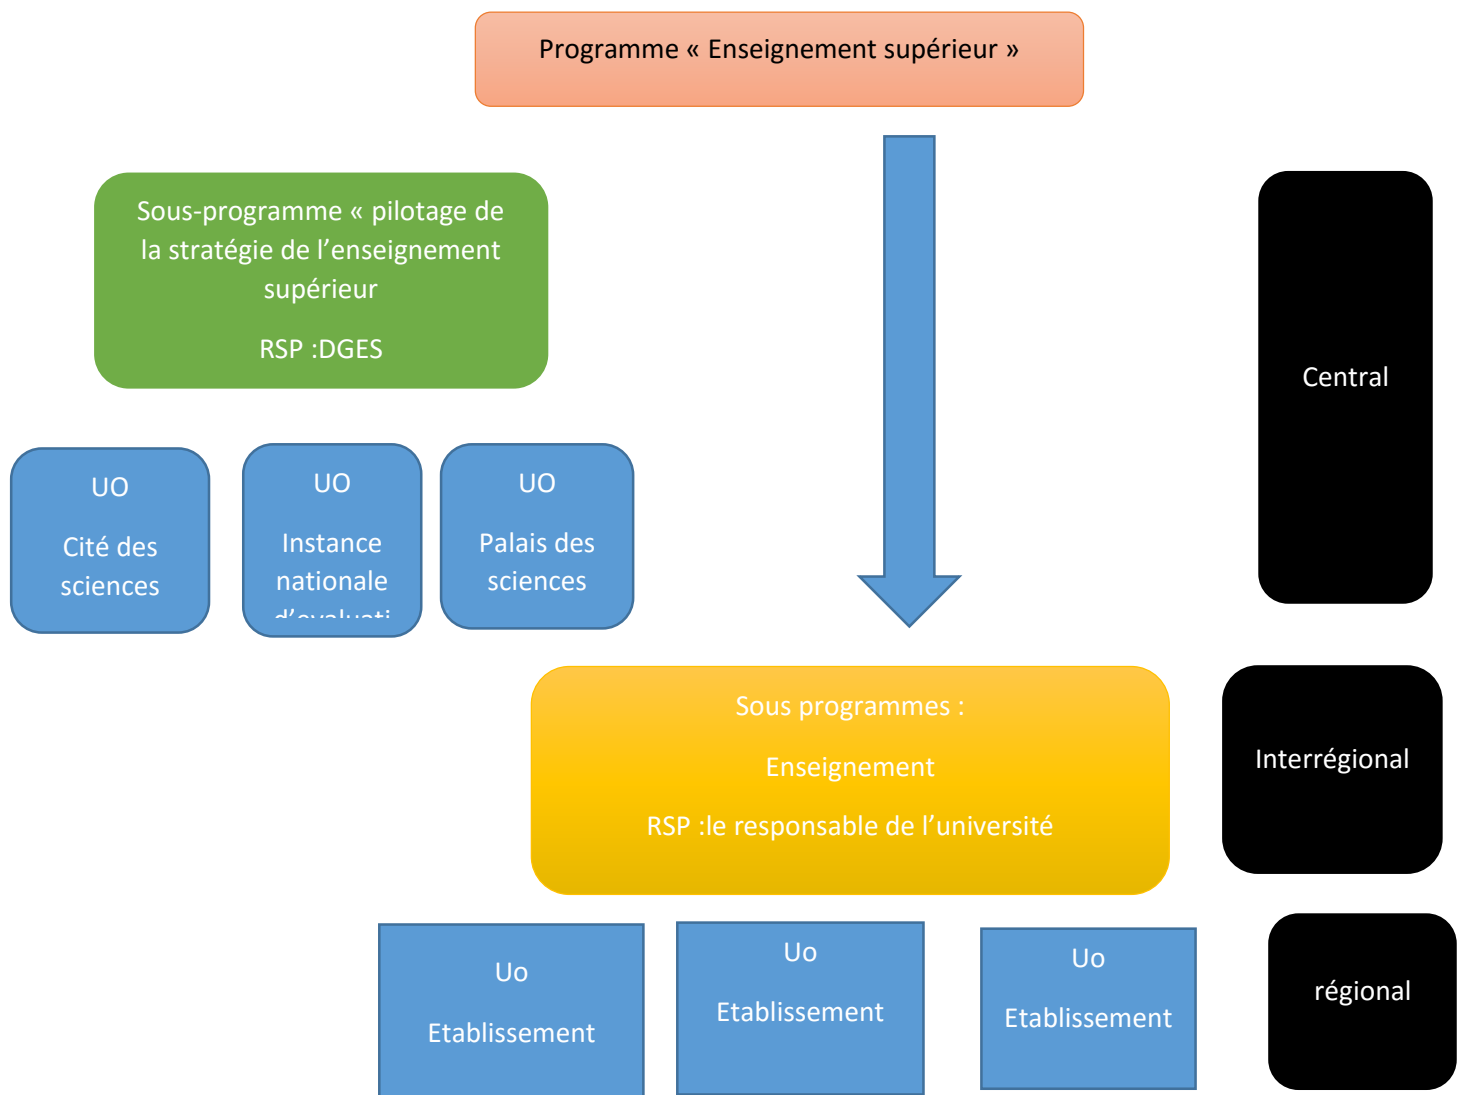 Programme « Enseignement supérieur »
Sous-programme « pilotage de
la stratégie de l’enseignement
supérieur
RSP :DGES
Central
UO
Cité des
sciences
UO
Instance
nationale
d’evaluati
UO
Palais des
sciences
Sous programmes :
Enseignement
RSP :le responsable de l’université
Interrégional
Uo
Etablissement
Uo
Etablissement
Uo
Etablissement
régional